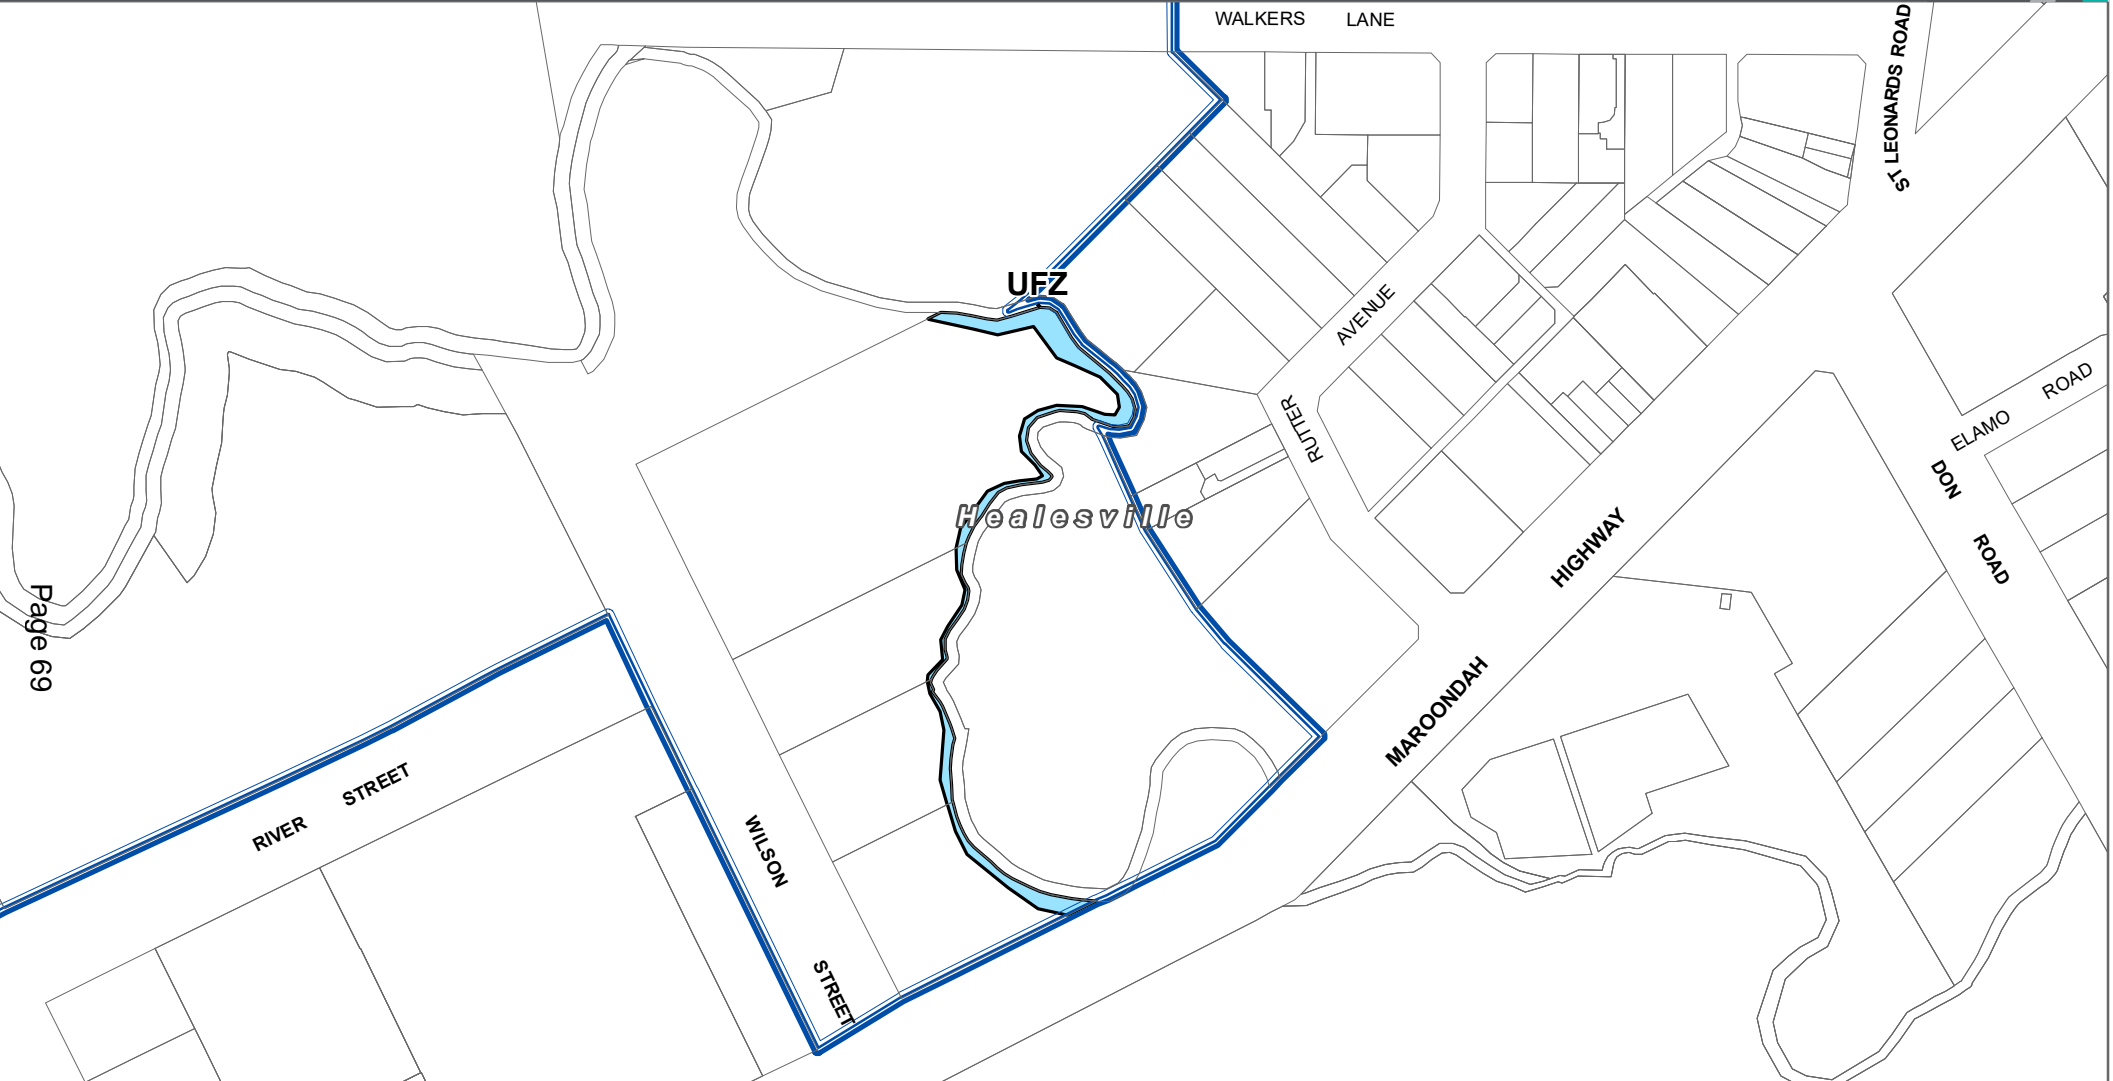 WALKERS LANE
ST LEONARDS ROAD
UFZ
RUTTER AVENUE
ELAMO ROAD
DON ROAD
Healesville
MAROONDAH HIGHWAY
Page 69
RIVER STREET
WILSON STREET